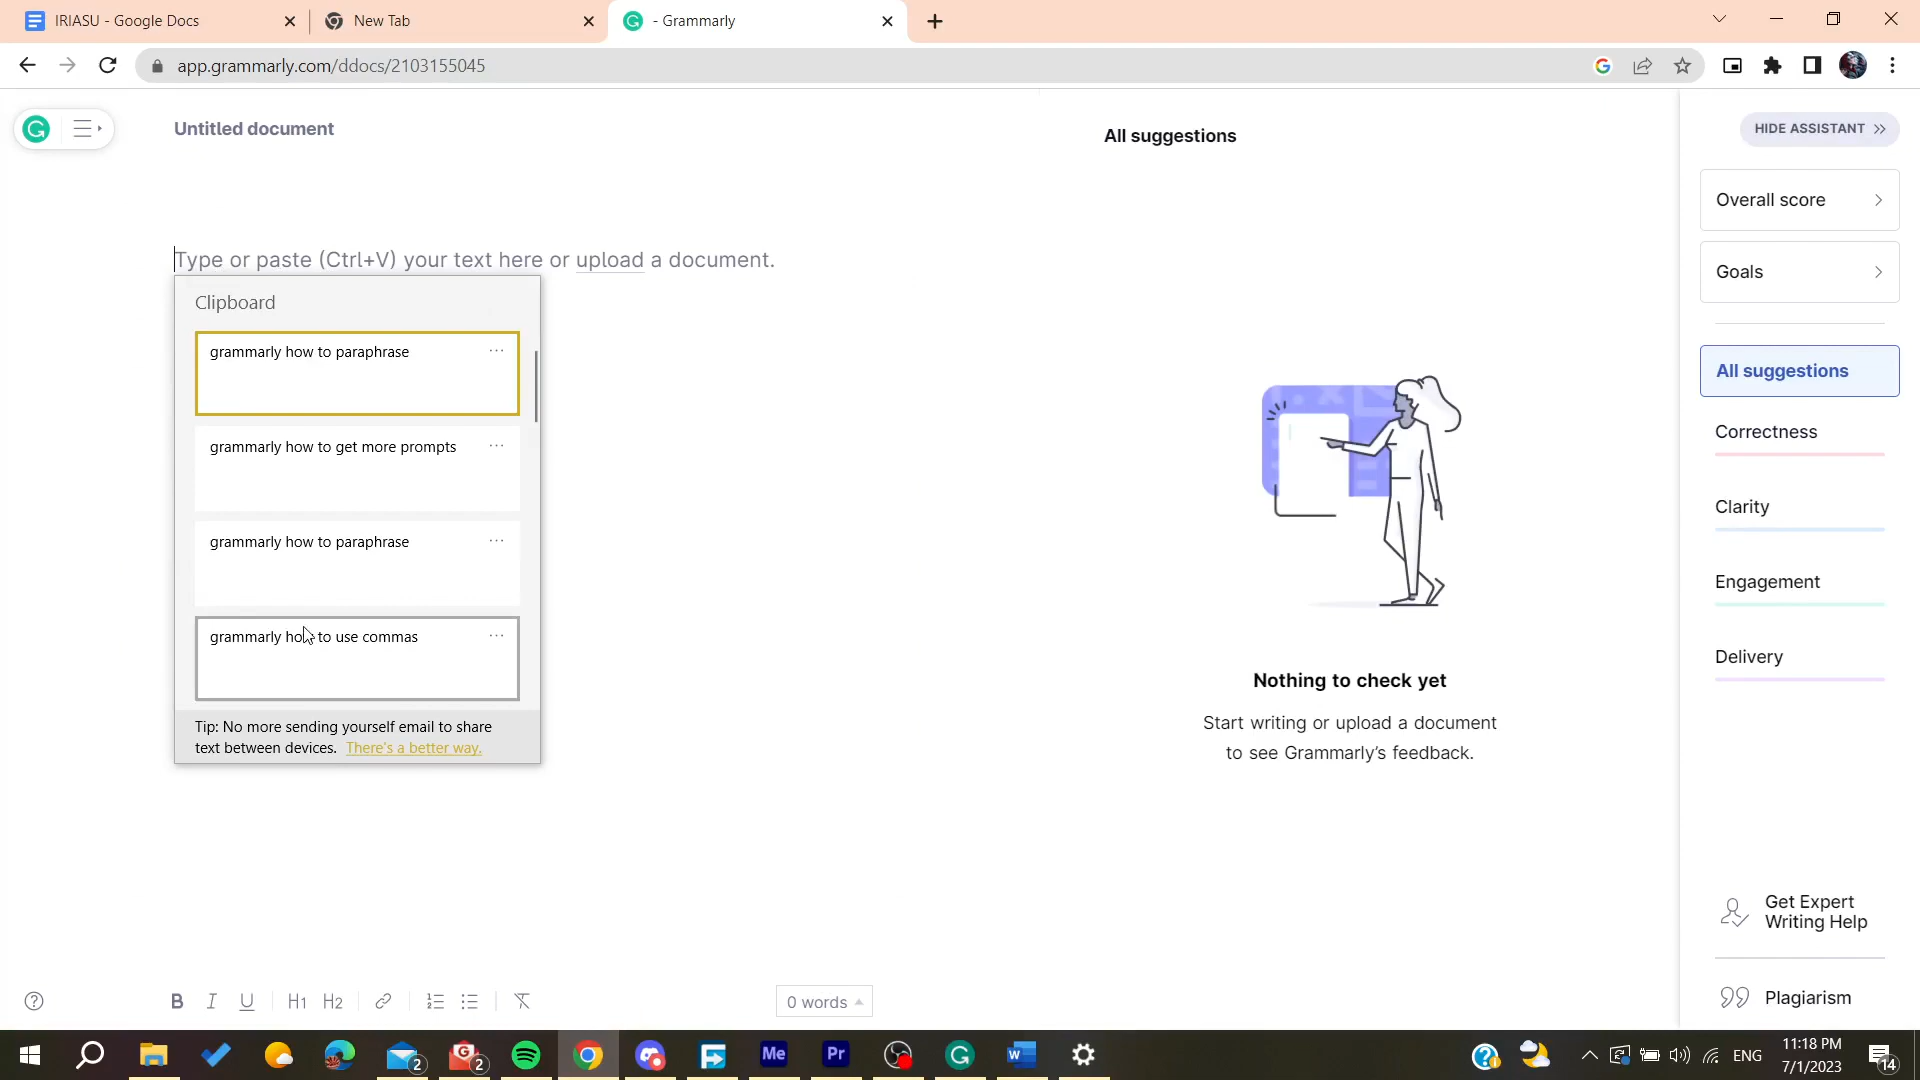 IRIASU - Google Docs
New Tab
- Grammarly
app.grammarly.com/ddocs/2103155045
Untitled document
All suggestions
HIDE ASSISTANT
Type or paste (Ctrl+V) your text here or upload a document.
Clipboard
grammarly how to paraphrase
grammarly how to get more prompts
grammarly how to paraphrase
grammarly how to use commas
Tip: No more sending yourself email to share
text between devices. There's a better way.
Nothing to check yet
Start writing or upload a document
to see Grammarly's feedback.
Overall score
Goals
All suggestions
Correctness
Clarity
Engagement
Delivery
Get Expert
Writing Help
Plagiarism
B I U H1 H2
0 words
2
2
Me
Pr
ENG
11:18 PM
7/1/2023
14